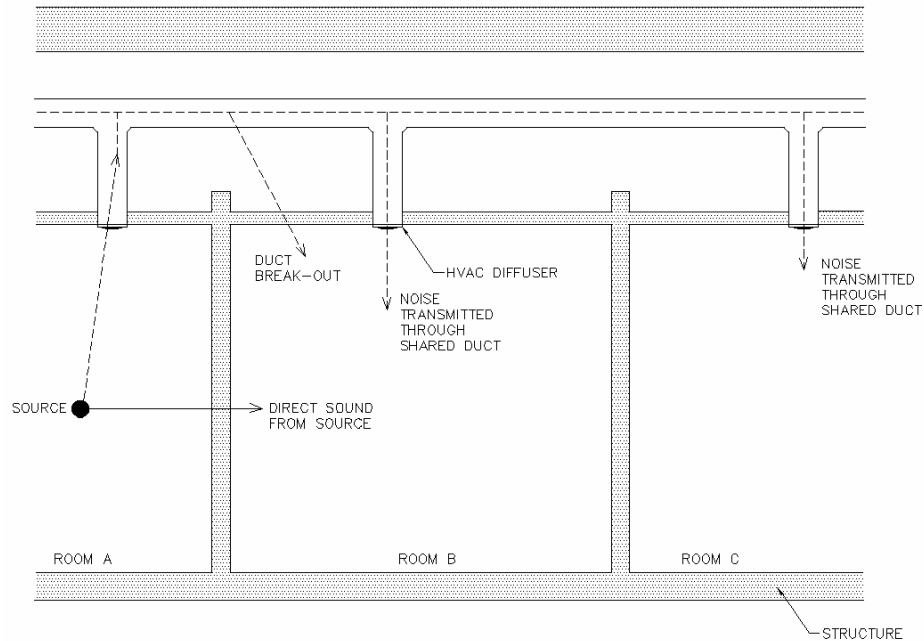 DUCT
BREAK-OUT
HVAC DIFFUSER
NOISE
TRANSMITTED
THROUGH
SHARED DUCT
NOISE
TRANSMITTED
THROUGH
SHARED DUCT
SOURCE
DIRECT SOUND
FROM SOURCE
ROOM A
ROOM B
ROOM C
STRUCTURE